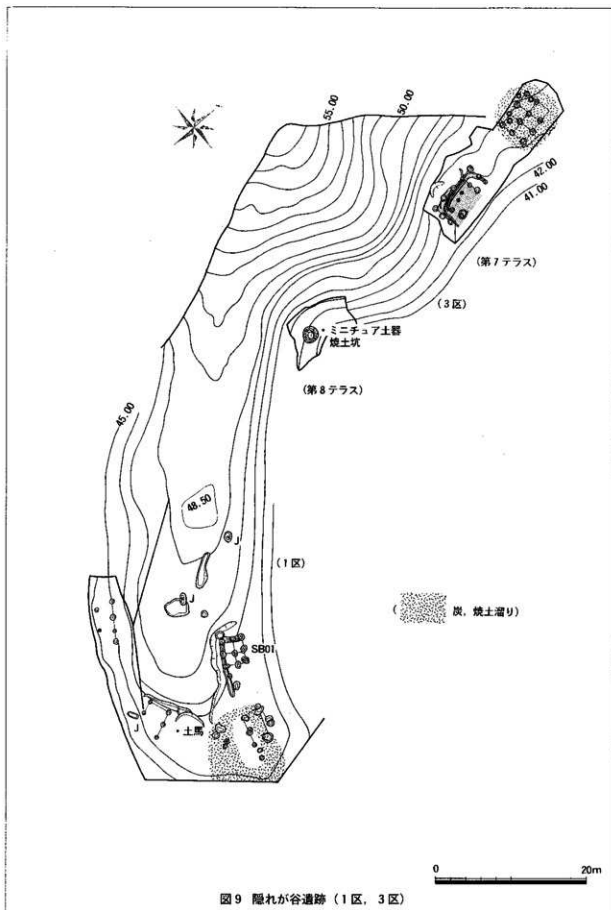 55.00
50.00
42.00
41.00
(第7テラス)
(3区)
・ミニチュア土器
焼土坑
(第8テラス)
45.00
48.50
J
(1区)
J
( 炭，焼土溜り)
SB01
J
・土馬
0 20m
図9 隠れが谷遺跡(1区，3区)